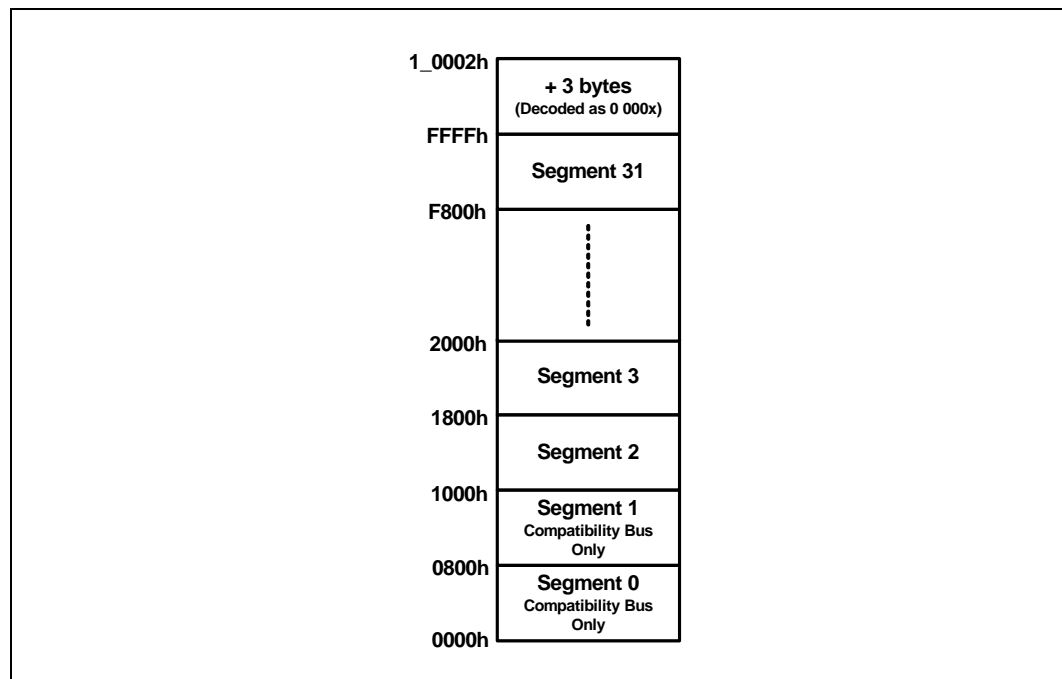 1_0002h
+ 3 bytes
(Decoded as 0 000x)
FFFFh
Segment 31
F800h
2000h
Segment 3
1800h
Segment 2
1000h
Segment 1
Compatibility Bus
Only
0800h
Segment 0
Compatibility Bus
Only
0000h